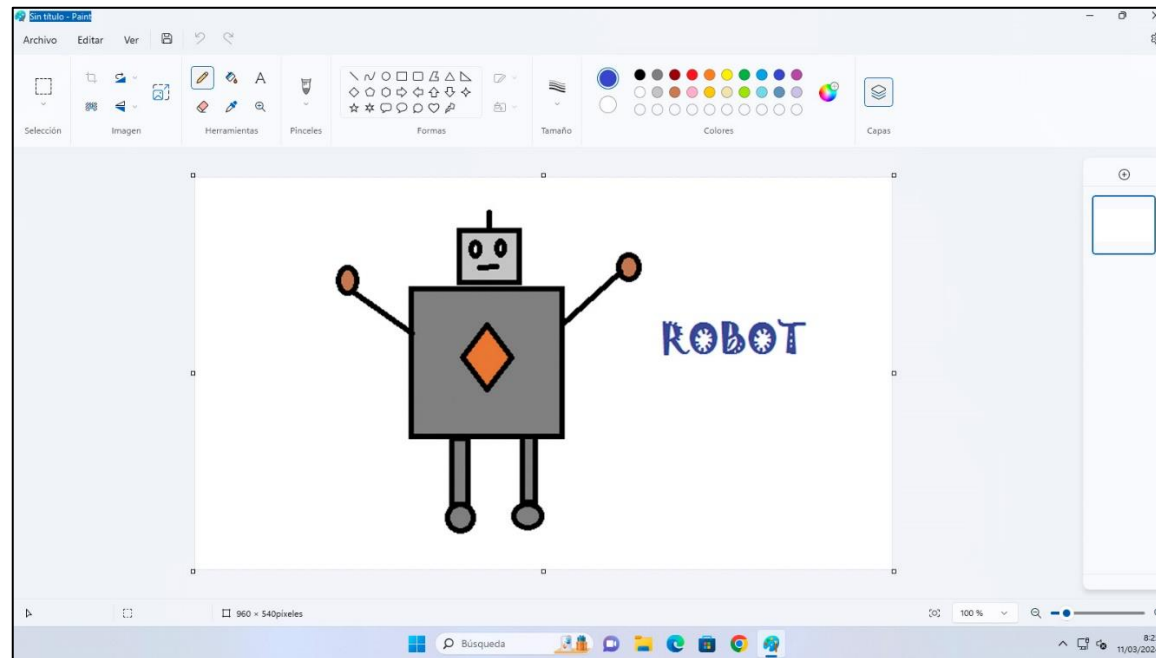 Sin título - Paint
Archivo Editar Ver
Selección Imagen Herramientas Pinceles Formas Tamaño Colores Capas
ROBOT
960 × 540píxeles 100 %
Búsqueda
11/03/202